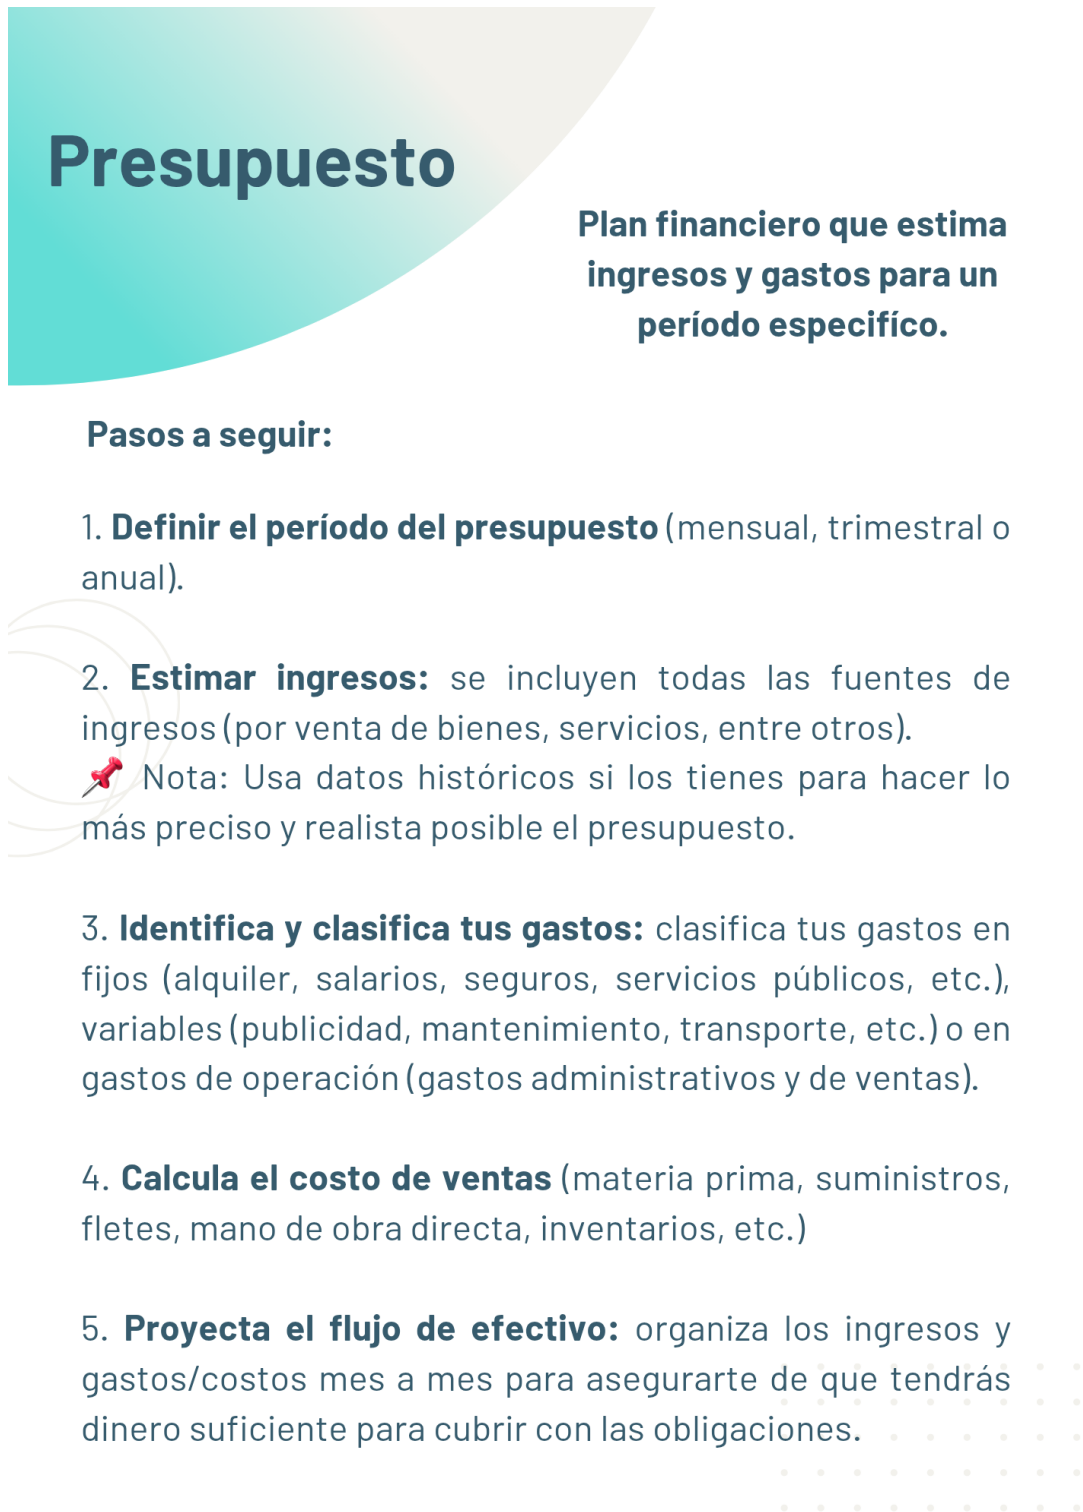 Presupuesto
Plan financiero que estima
ingresos y gastos para un
período especifíco.
Pasos a seguir:
1. Definir el período del presupuesto (mensual, trimestral o
anual).
2. Estimar ingresos: se incluyen todas las fuentes de
ingresos (por venta de bienes, servicios, entre otros).
📌 Nota: Usa datos históricos si los tienes para hacer lo
más preciso y realista posible el presupuesto.
3. Identifica y clasifica tus gastos: clasifica tus gastos en
fijos (alquiler, salarios, seguros, servicios públicos, etc.),
variables (publicidad, mantenimiento, transporte, etc.) o en
gastos de operación (gastos administrativos y de ventas).
4. Calcula el costo de ventas (materia prima, suministros,
fletes, mano de obra directa, inventarios, etc.)
5. Proyecta el flujo de efectivo: organiza los ingresos y
gastos/costos mes a mes para asegurarte de que tendrás
dinero suficiente para cubrir con las obligaciones.